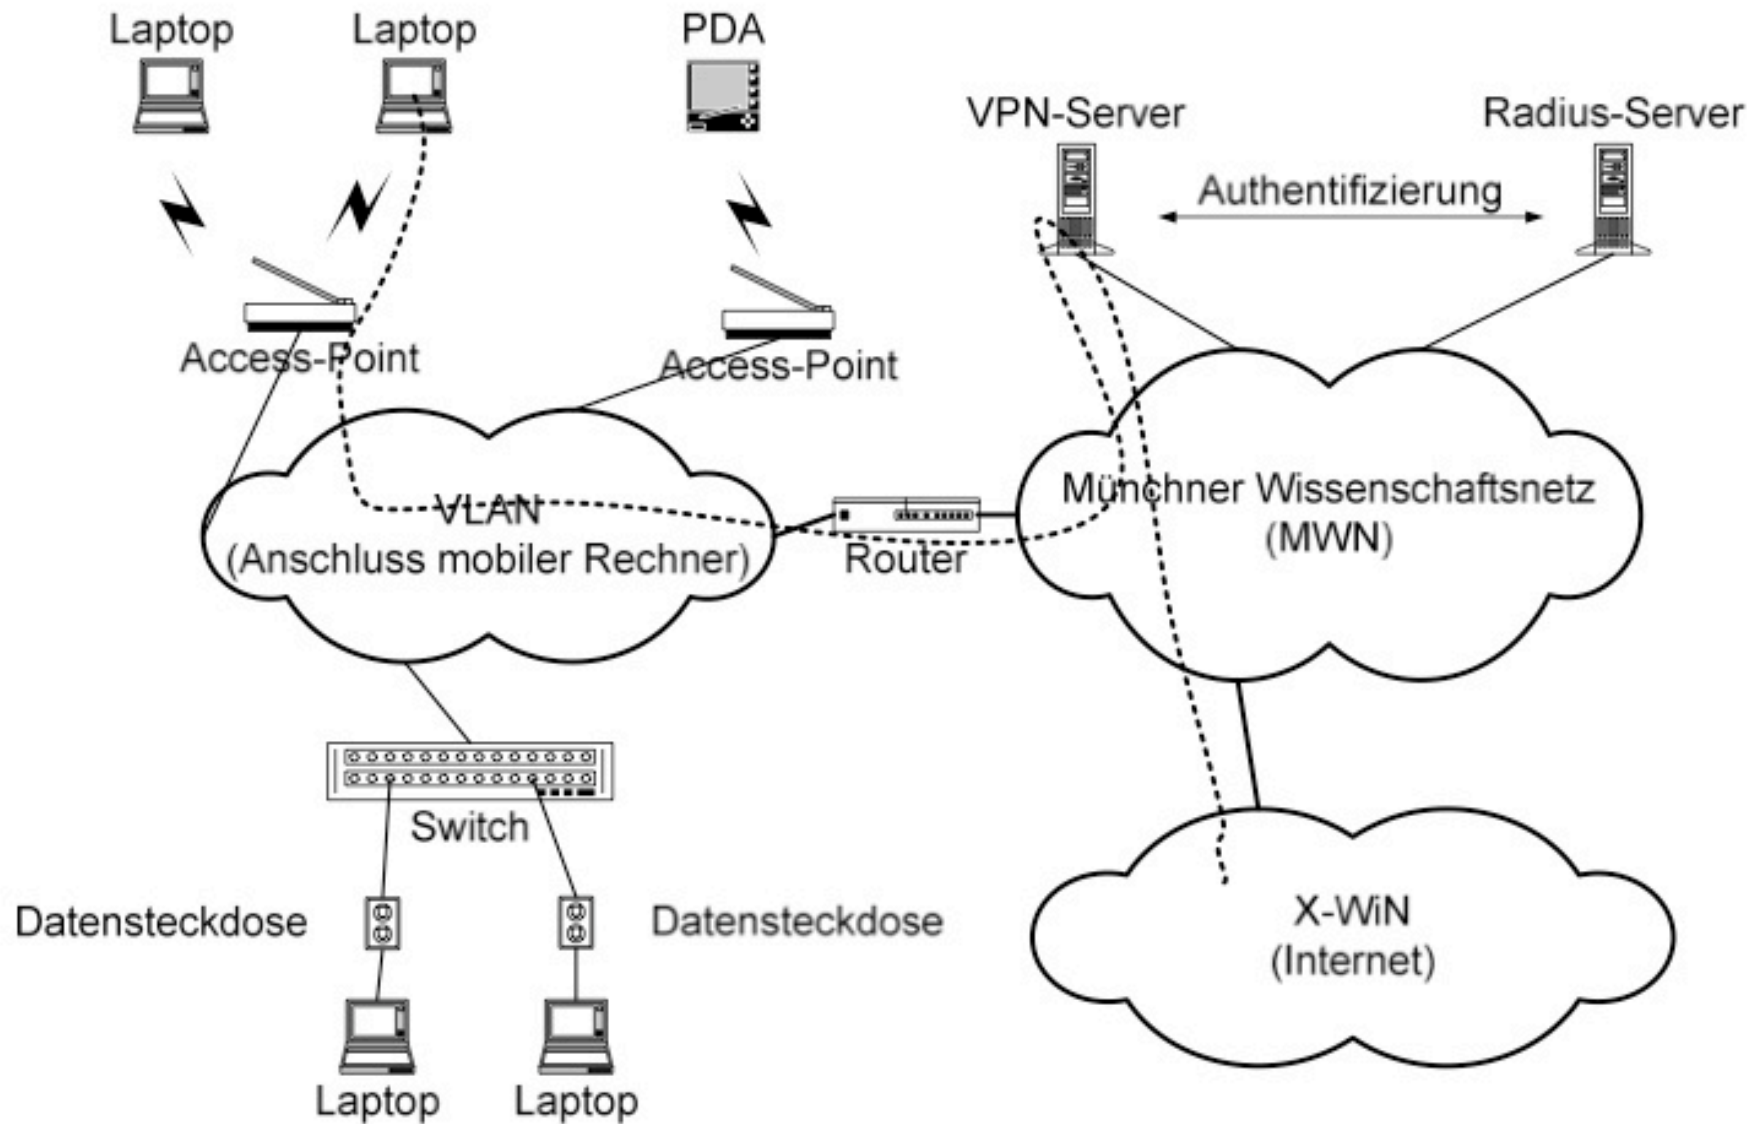 Laptop
Laptop
PDA
VPN-Server
Radius-Server
Authentifizierung
Access-Point
Access-Point
VLAN
(Anschluss mobiler Rechner)
Router
Münchner Wissenschaftsnetz
(MWN)
Switch
Datensteckdose
Datensteckdose
X-WiN
(Internet)
Laptop
Laptop